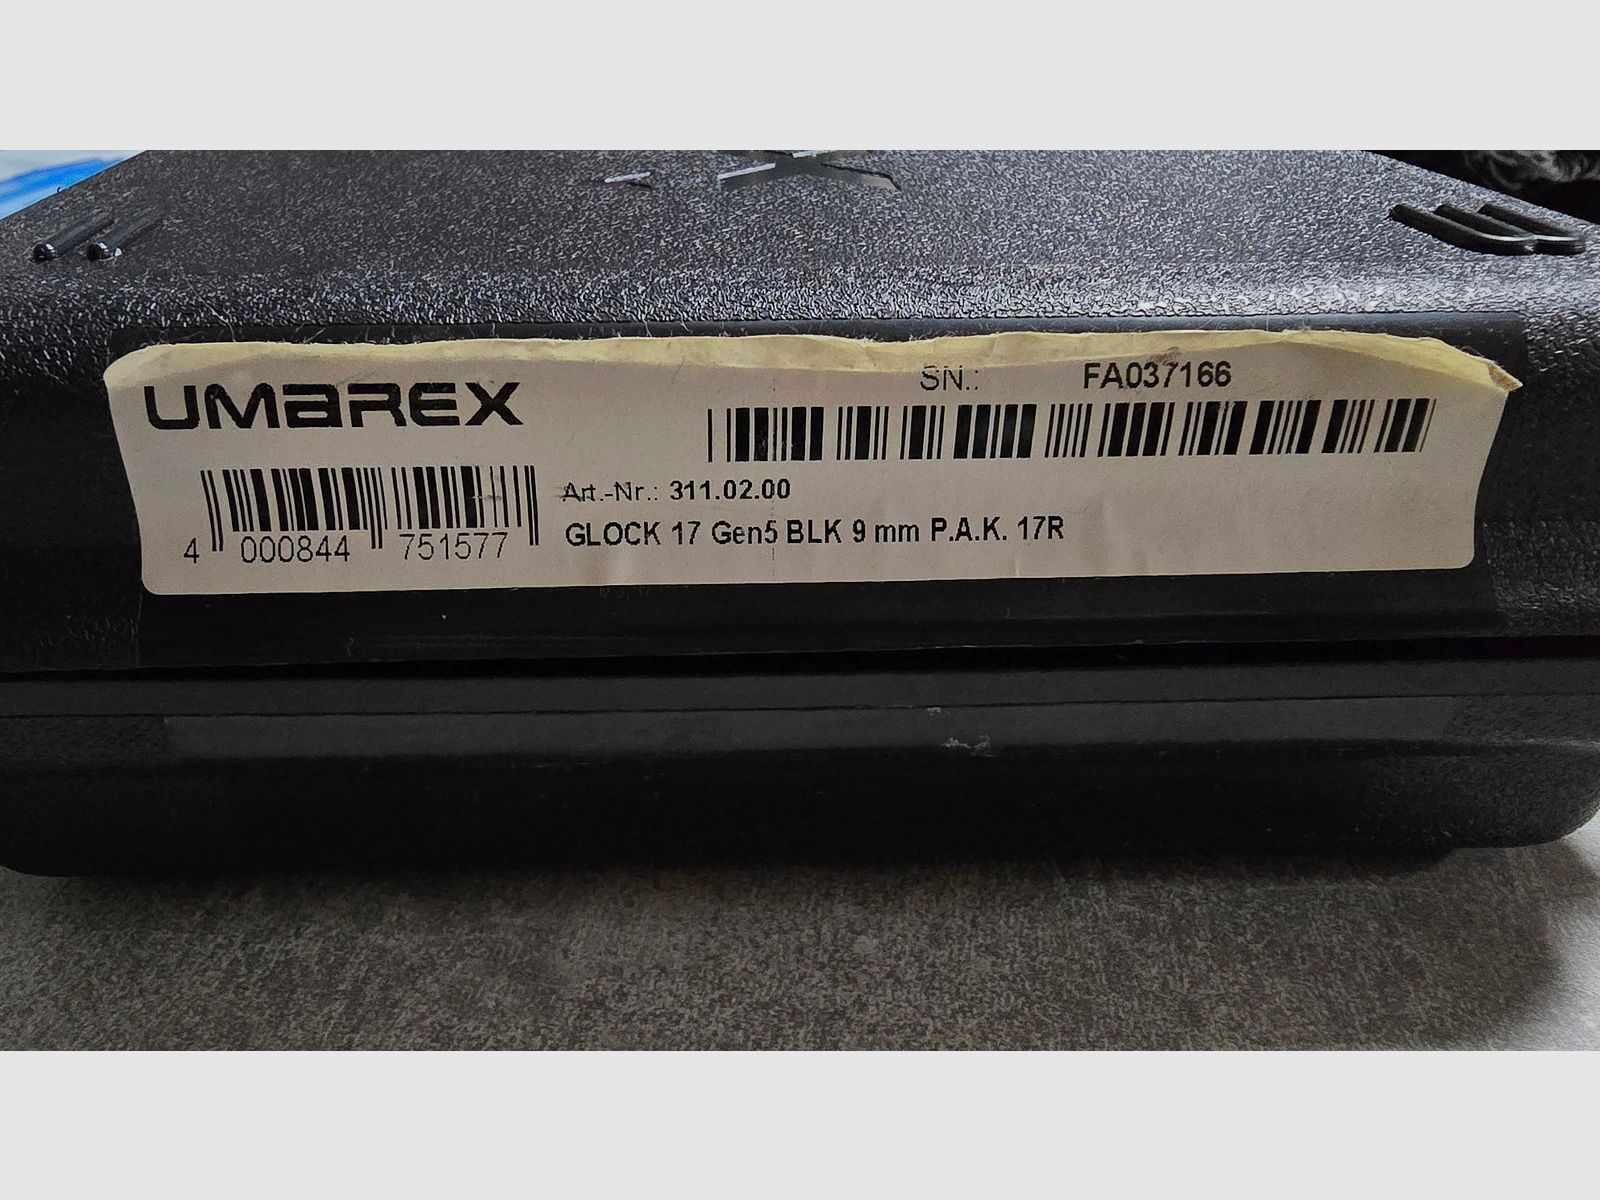 UMAREX
SN.: FA037166
4 000844 751577
Art.-Nr.: 311.02.00
GLOCK 17 Gen5 BLK 9 mm P.A.K. 17R